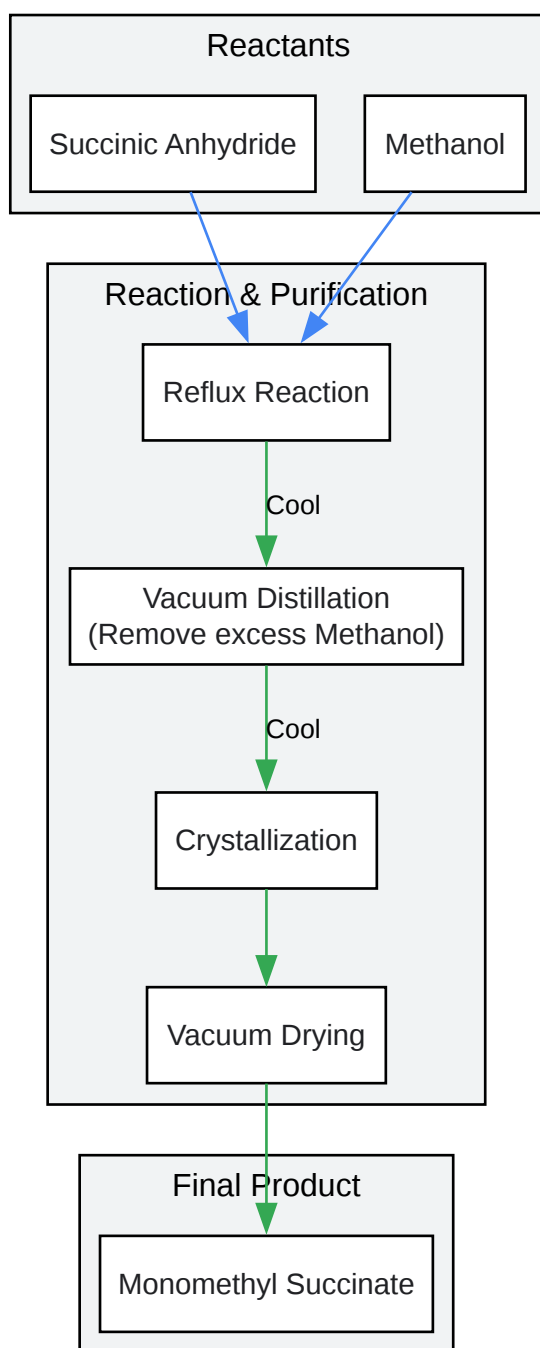 Reactants
Succinic Anhydride
Methanol
Reaction & Purification
Reflux Reaction
Cool
Vacuum Distillation
(Remove excess Methanol)
Cool
Crystallization
Vacuum Drying
Final Product
Monomethyl Succinate